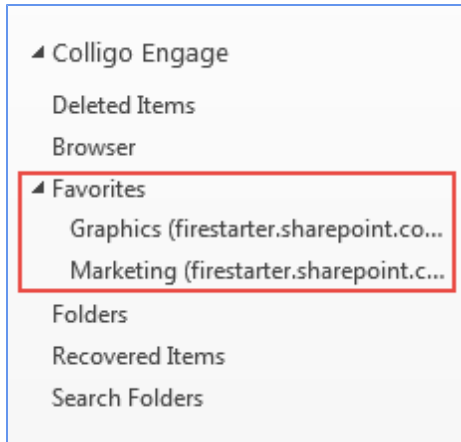 Colligo Engage
Deleted Items
Browser
Favorites
Graphics (firestarter.sharepoint.co...
Marketing (firestarter.sharepoint.c...
Folders
Recovered Items
Search Folders